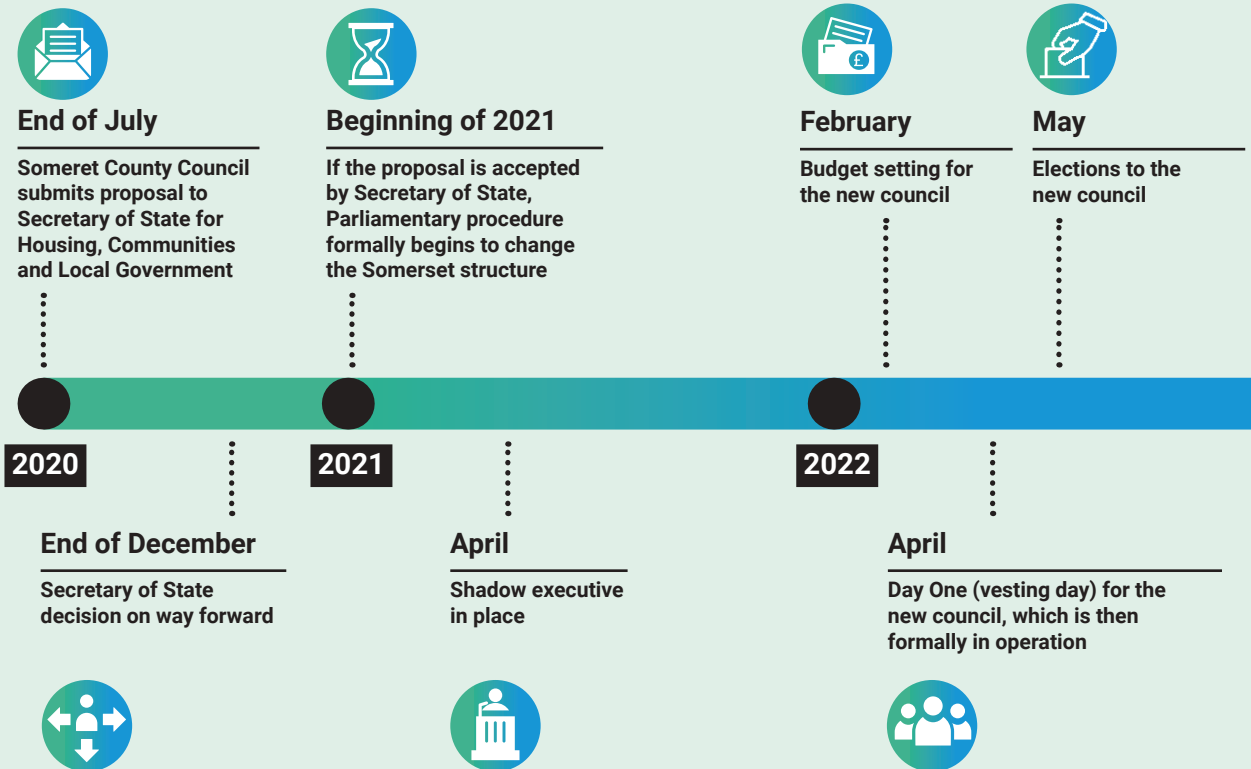 End of July
Someret County Council
submits proposal to
Secretary of State for
Housing, Communities
and Local Government
Beginning of 2021
If the proposal is accepted
by Secretary of State,
Parliamentary procedure
formally begins to change
the Somerset structure
£
February
Budget setting for
the new council
May
Elections to the
new council
2020
2021
2022
End of December
Secretary of State
decision on way forward
April
Shadow executive
in place
April
Day One (vesting day) for the
new council, which is then
formally in operation